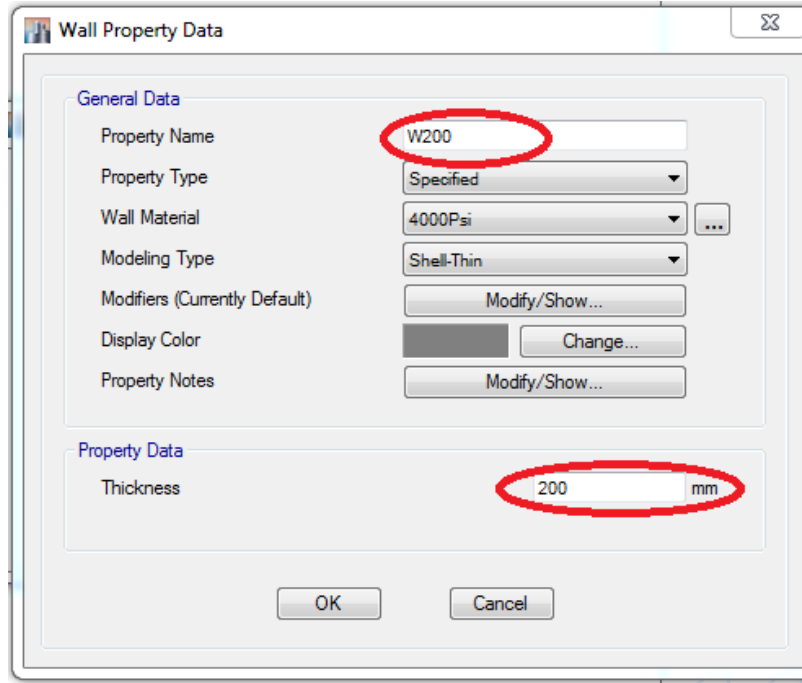 Wall Property Data
General Data
Property Name W200
Property Type Specified
Wall Material 4000Psi ...
Modeling Type Shell-Thin
Modifiers (Currently Default) Modify/Show...
Display Color Change...
Property Notes Modify/Show...
Property Data
Thickness 200 mm
OK Cancel